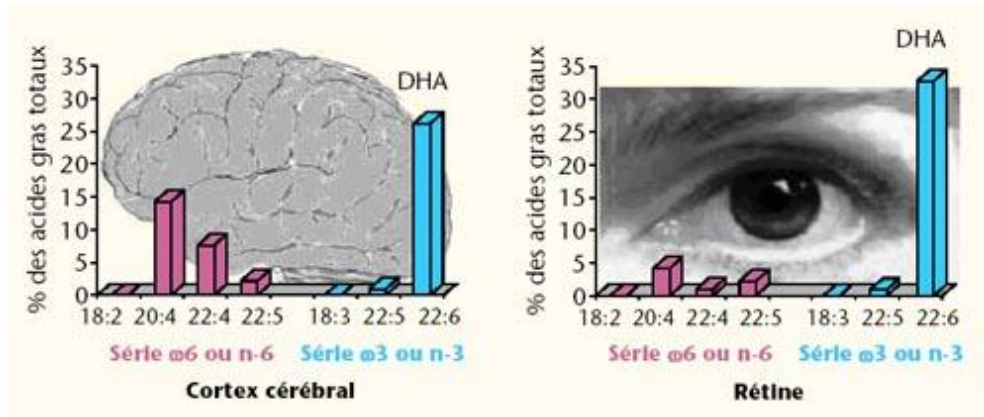 % des acides gras totaux
35
30
25
20
15
10
5
0
DHA
18:2 20:4 22:4 22:5 18:3 22:5 22:6
Série ω6 ou n-6 Série ω3 ou n-3
Cortex cérébral
% des acides gras totaux
35
30
25
20
15
10
5
0
DHA
18:2 20:4 22:4 22:5 18:3 22:5 22:6
Série ω6 ou n-6 Série ω3 ou n-3
Rétine